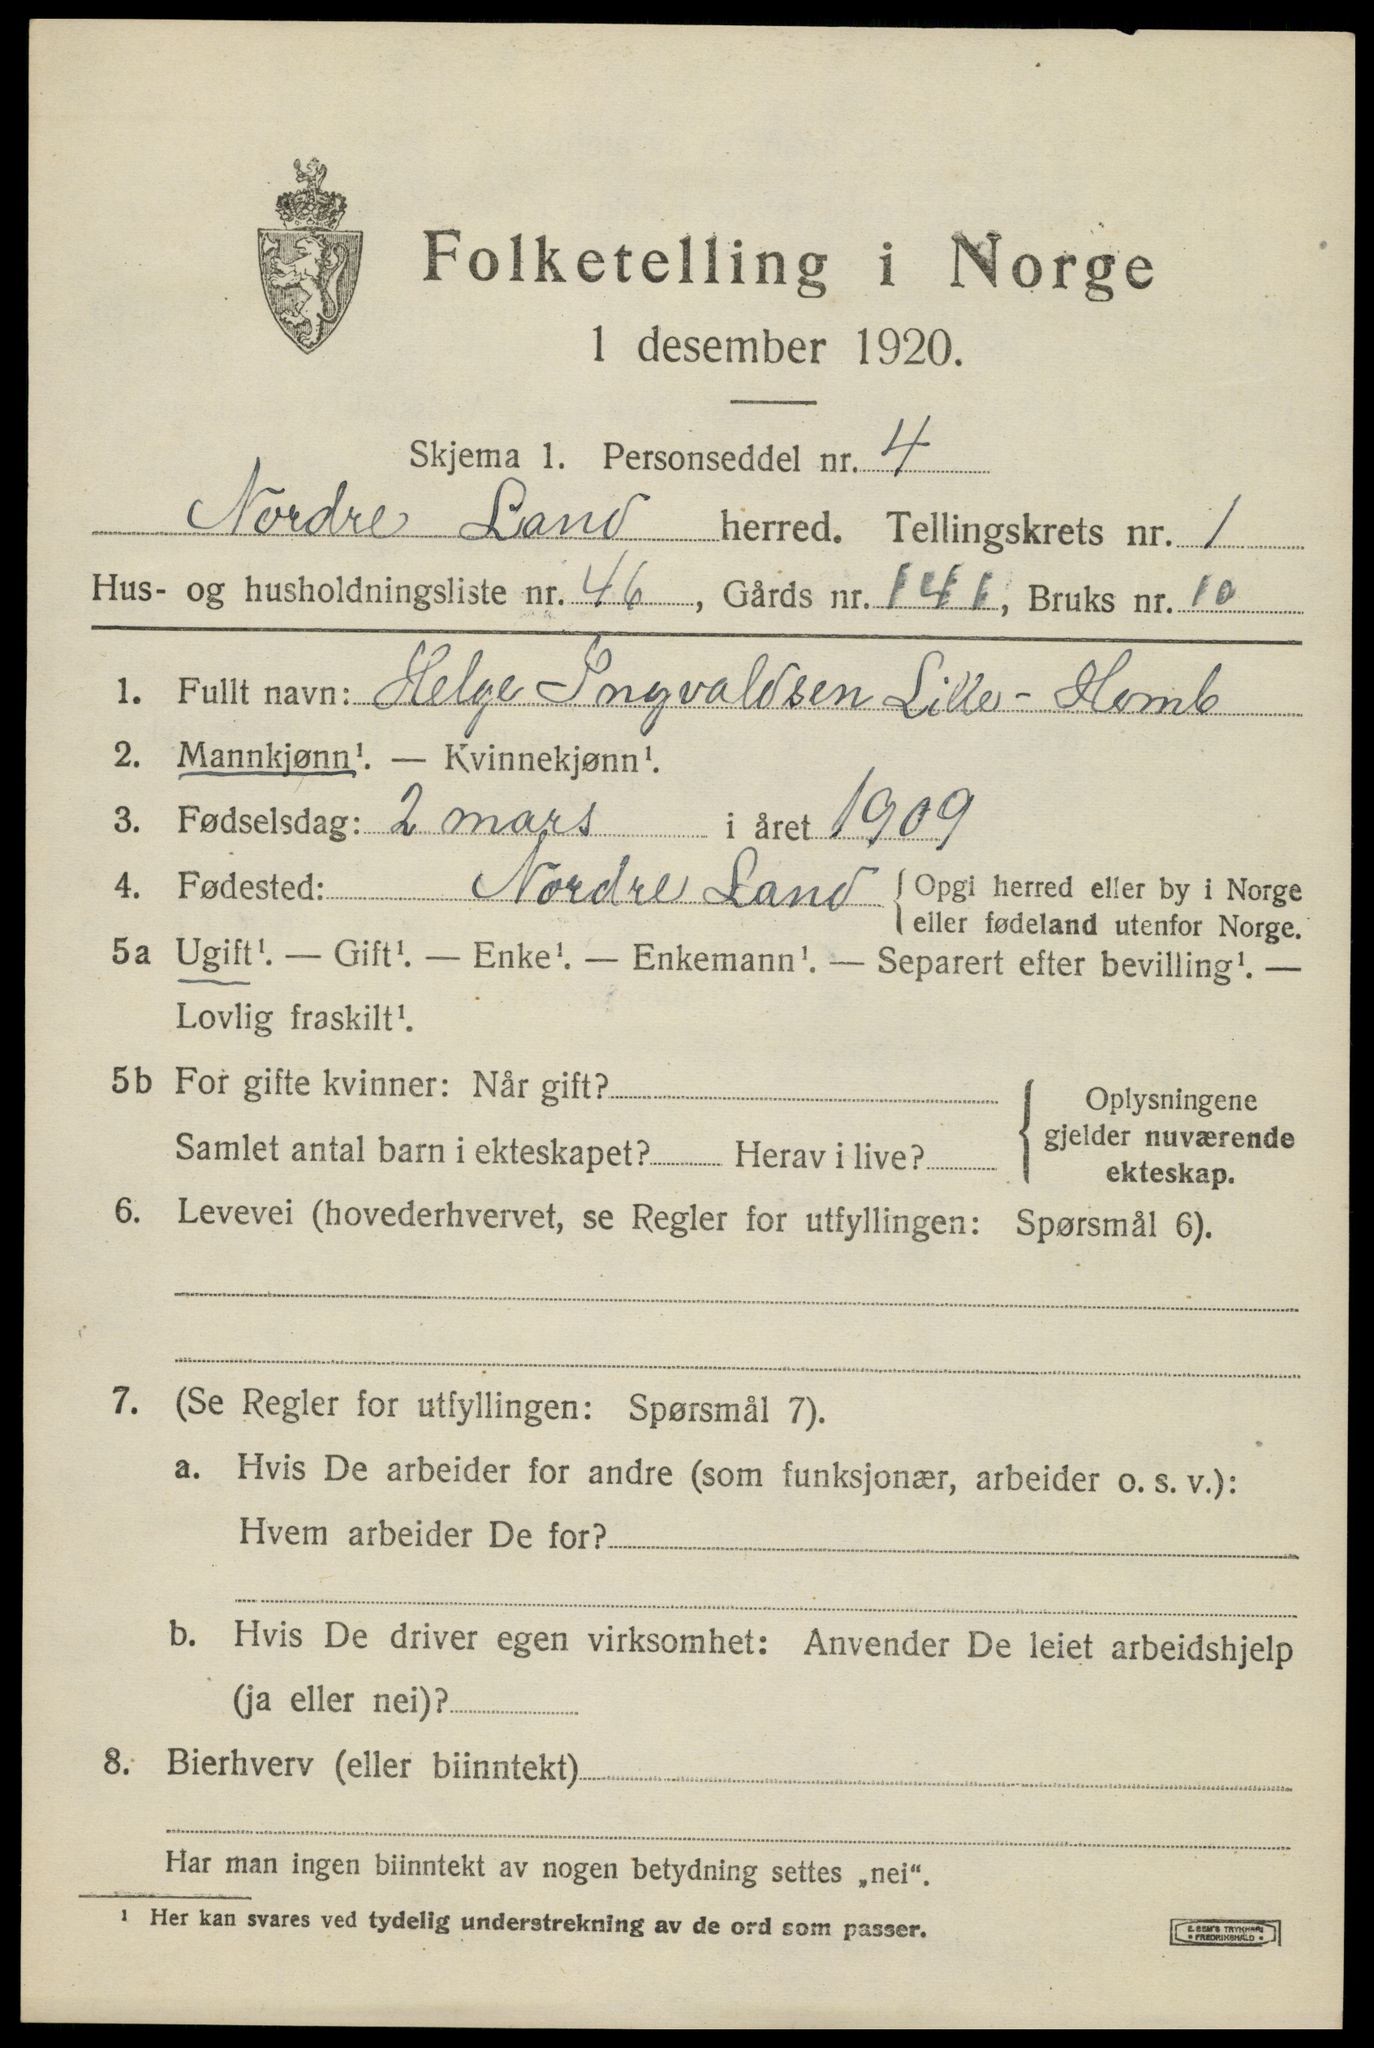 Folketelling i Norge
1 desember 1920.
Skjema 1. Personseddel nr. 4
Nordre Land herred. Tellingskrets nr. 1
Hus- og husholdningsliste nr. 46, Gårds nr. 141, Bruks nr. 10
1. Fullt navn: Helge Ingvaldsen Lille-Homb
2. Mannkjønn¹. — Kvinnekjønn¹.
3. Fødselsdag: 2 mars i året 1909
4. Fødested: Nordre Land { Opgi herred eller by i Norge
eller fødeland utenfor Norge.
5a Ugift¹. — Gift¹. — Enke¹. — Enkemann¹. — Separert efter bevilling¹. —
Lovlig fraskilt¹.
5b For gifte kvinner: Når gift?
Samlet antal barn i ekteskapet? Herav i live?
{ Oplysningene
gjelder nuværende
ekteskap.
6. Levevei (hovederhvervet, se Regler for utfyllingen: Spørsmål 6).
7. (Se Regler for utfyllingen: Spørsmål 7).
a. Hvis De arbeider for andre (som funksjonær, arbeider o. s. v.):
Hvem arbeider De for?
b. Hvis De driver egen virksomhet: Anvender De leiet arbeidshjelp
(ja eller nei)?
8. Bierhverv (eller biinntekt)
Har man ingen biinntekt av nogen betydning settes „nei“.
¹ Her kan svares ved tydelig understrekning av de ord som passer.
E. SEM'S TRYKKERI
• FREDRIKSHALD •